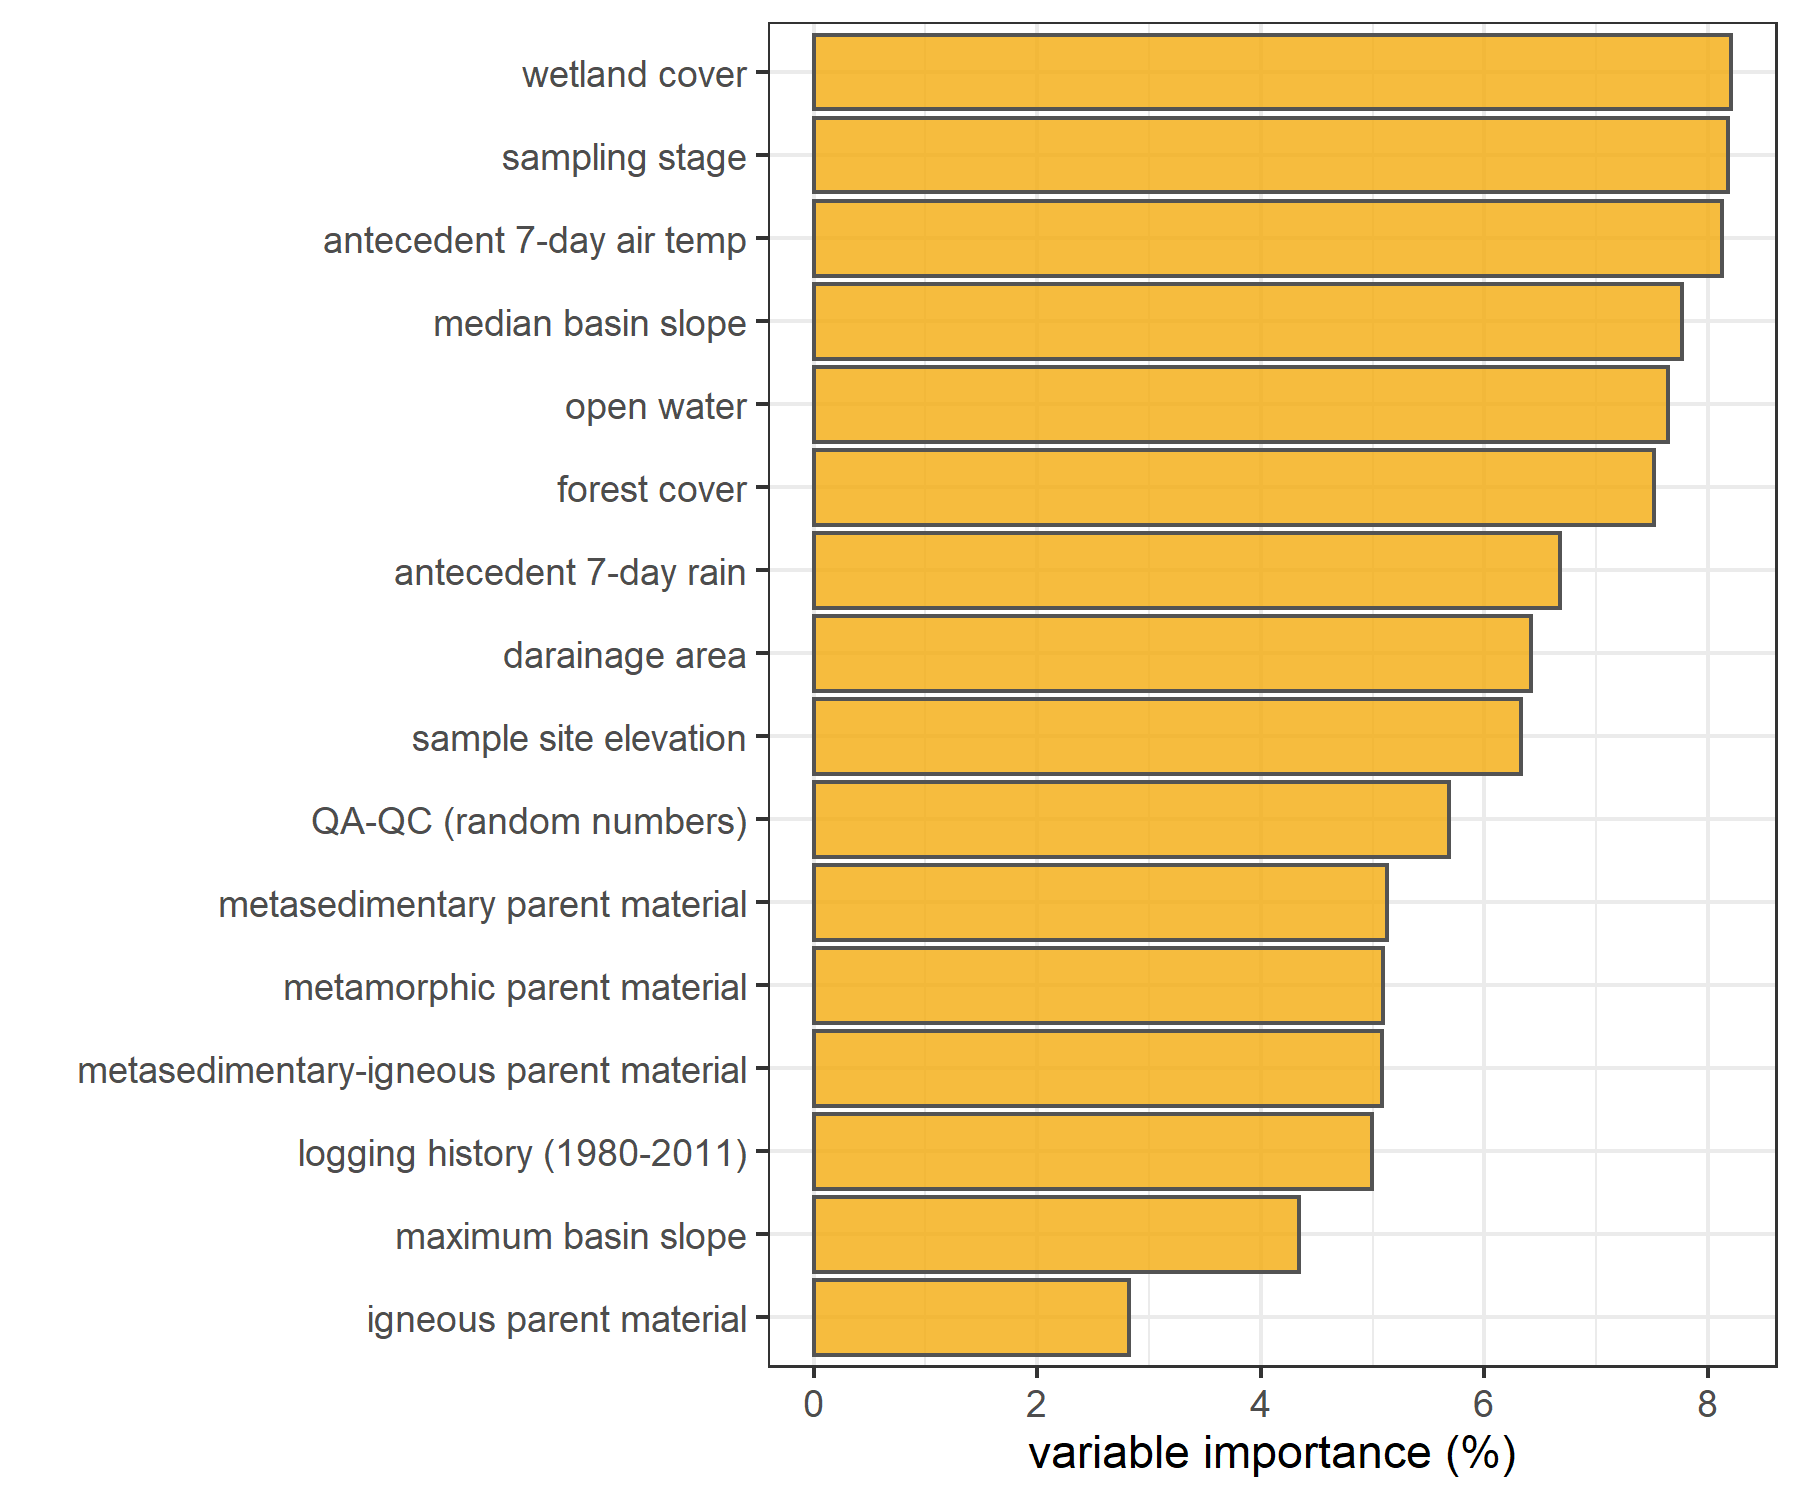 wetland cover
sampling stage
antecedent 7-day air temp
median basin slope
open water
forest cover
antecedent 7-day rain
darainage area
sample site elevation
QA-QC (random numbers)
metasedimentary parent material
metamorphic parent material
metasedimentary-igneous parent material
logging history (1980-2011)
maximum basin slope
igneous parent material
0 2 4 6 8
variable importance (%)